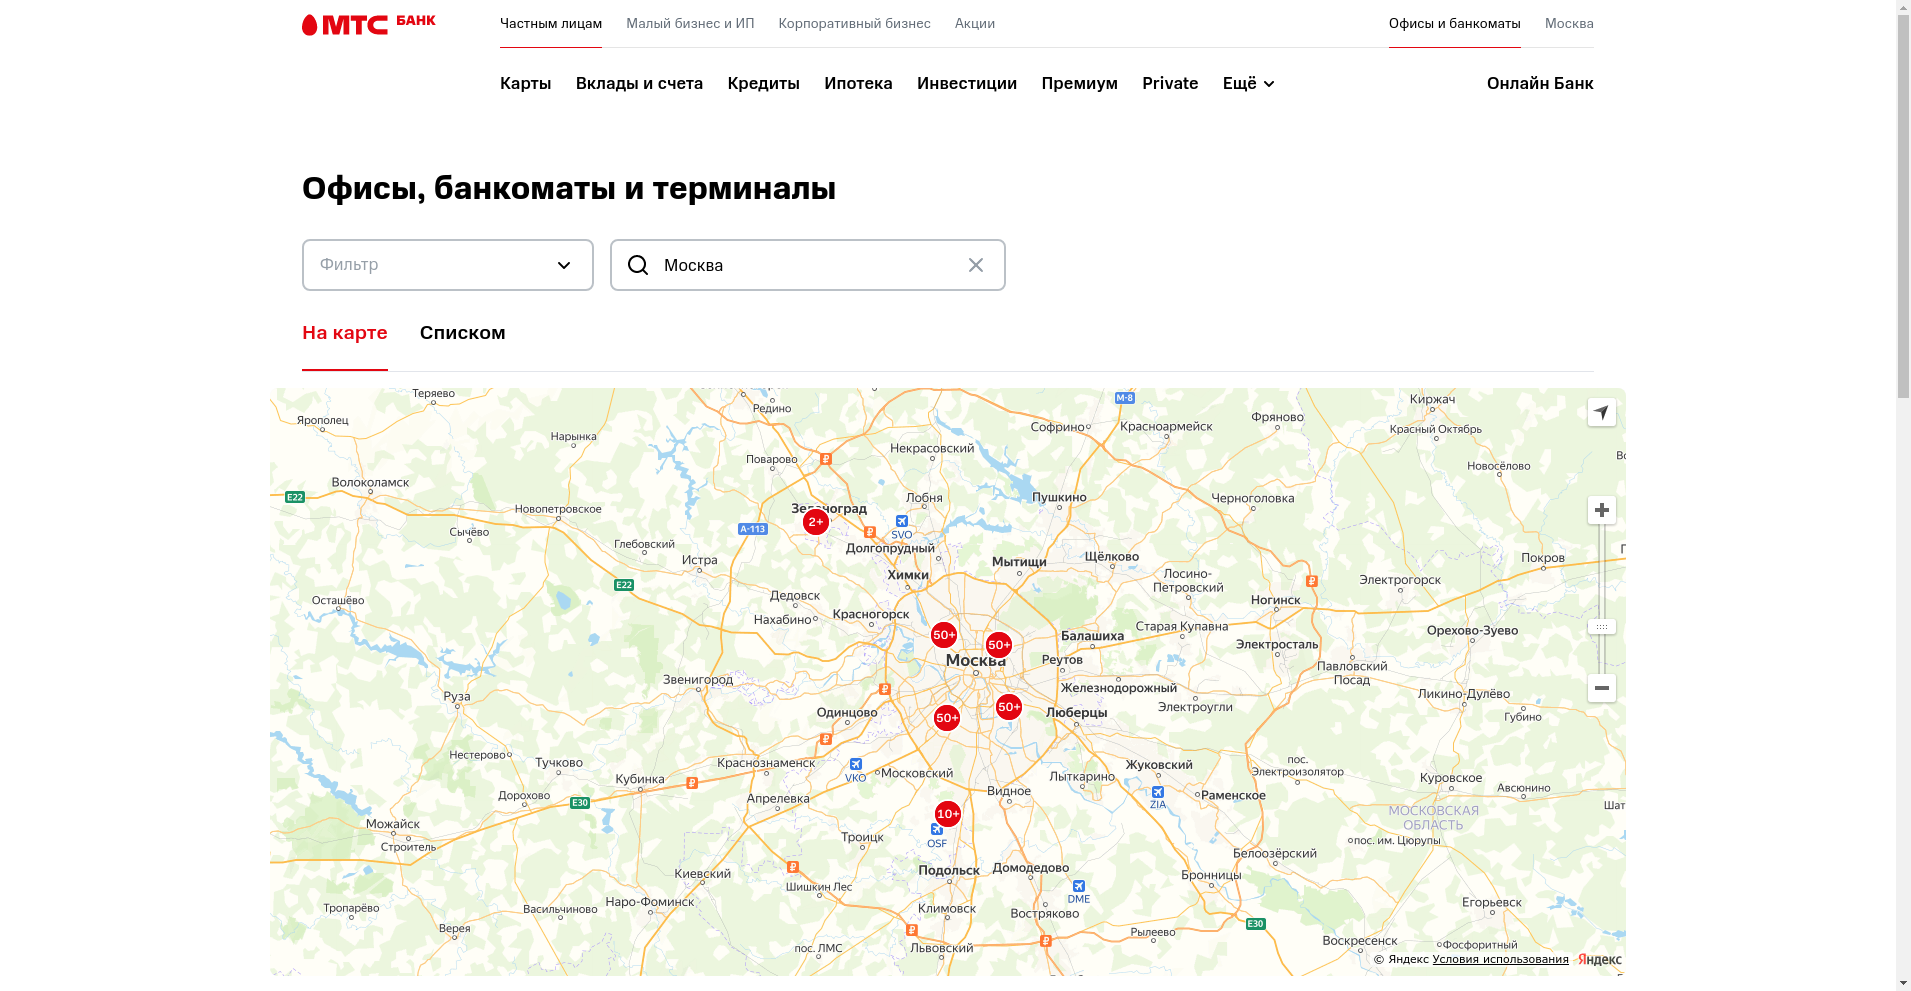 МТС БАНК
Частным лицам Малый бизнес и ИП Корпоративный бизнес Акции Офисы и банкоматы Москва
Карты Вклады и счета Кредиты Ипотека Инвестиции Премиум Private Ещё Онлайн Банк
Офисы, банкоматы и терминалы
Фильтр Москва
На карте Списком
Теряево
Редино
М-8
Киржач
Ярополец
Фряново
Софрино
Красноармейск
Красный Октябрь
Нарынка
Некрасовский
Поварово
Новосёлово
Волоколамск
E22
Лобня
Пушкино
Черноголовка
Новопетровское
Зеленоград
2+
SVO
А-113
Сычёво
Глебовский
Долгопрудный
Истра
Мытищи
Щёлково
Покров
Химки
Лосино-
Петровский
Электрогорск
E22
Дедовск
Осташёво
Ногинск
Красногорск
Нахабино
Старая Купавна
Орехово-Зуево
50+
50+
Балашиха
Электросталь
Москва
Реутов
Павловский
Посад
Звенигород
Железнодорожный
Руза
Ликино-Дулёво
Электроугли
50+
50+
Одинцово
Люберцы
Губино
Нестерово
Тучково
Краснознаменск
Жуковский
пос.
Электроизолятор
VKO
Московский
Кубинка
Лыткарино
Куровское
Видное
Авсюнино
Дорохово
E30
Апрелевка
ZIA
Раменское
Шат
10+
МОСКОВСКАЯ
ОБЛАСТЬ
Можайск
Троицк
OSF
пос. им. Цюрупы
Строитель
Белоозёрский
Киевский
Подольск
Домодедово
Бронницы
Шишкин Лес
DME
Тропарёво
Васильчиново
Наро-Фоминск
Климовск
Востряково
Егорьевск
Верея
E30
Рылеево
пос. ЛМС
Львовский
Воскресенск
Фосфоритный
© Яндекс Условия использования Яндекс